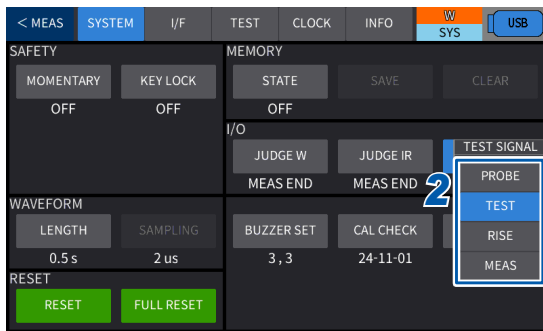 < MEAS SYSTEM I/F TEST CLOCK INFO W SYS USB
SAFETY MEMORY
MOMENTARY KEY LOCK STATE SAVE CLEAR
OFF OFF OFF
I/O
JUDGE W JUDGE IR TEST SIGNAL
MEAS END MEAS END 2 PROBE
TEST
RISE
MEAS
WAVEFORM
LENGTH SAMPLING BUZZER SET CAL CHECK
0.5 s 2 us 3 , 3 24-11-01
RESET
RESET FULL RESET